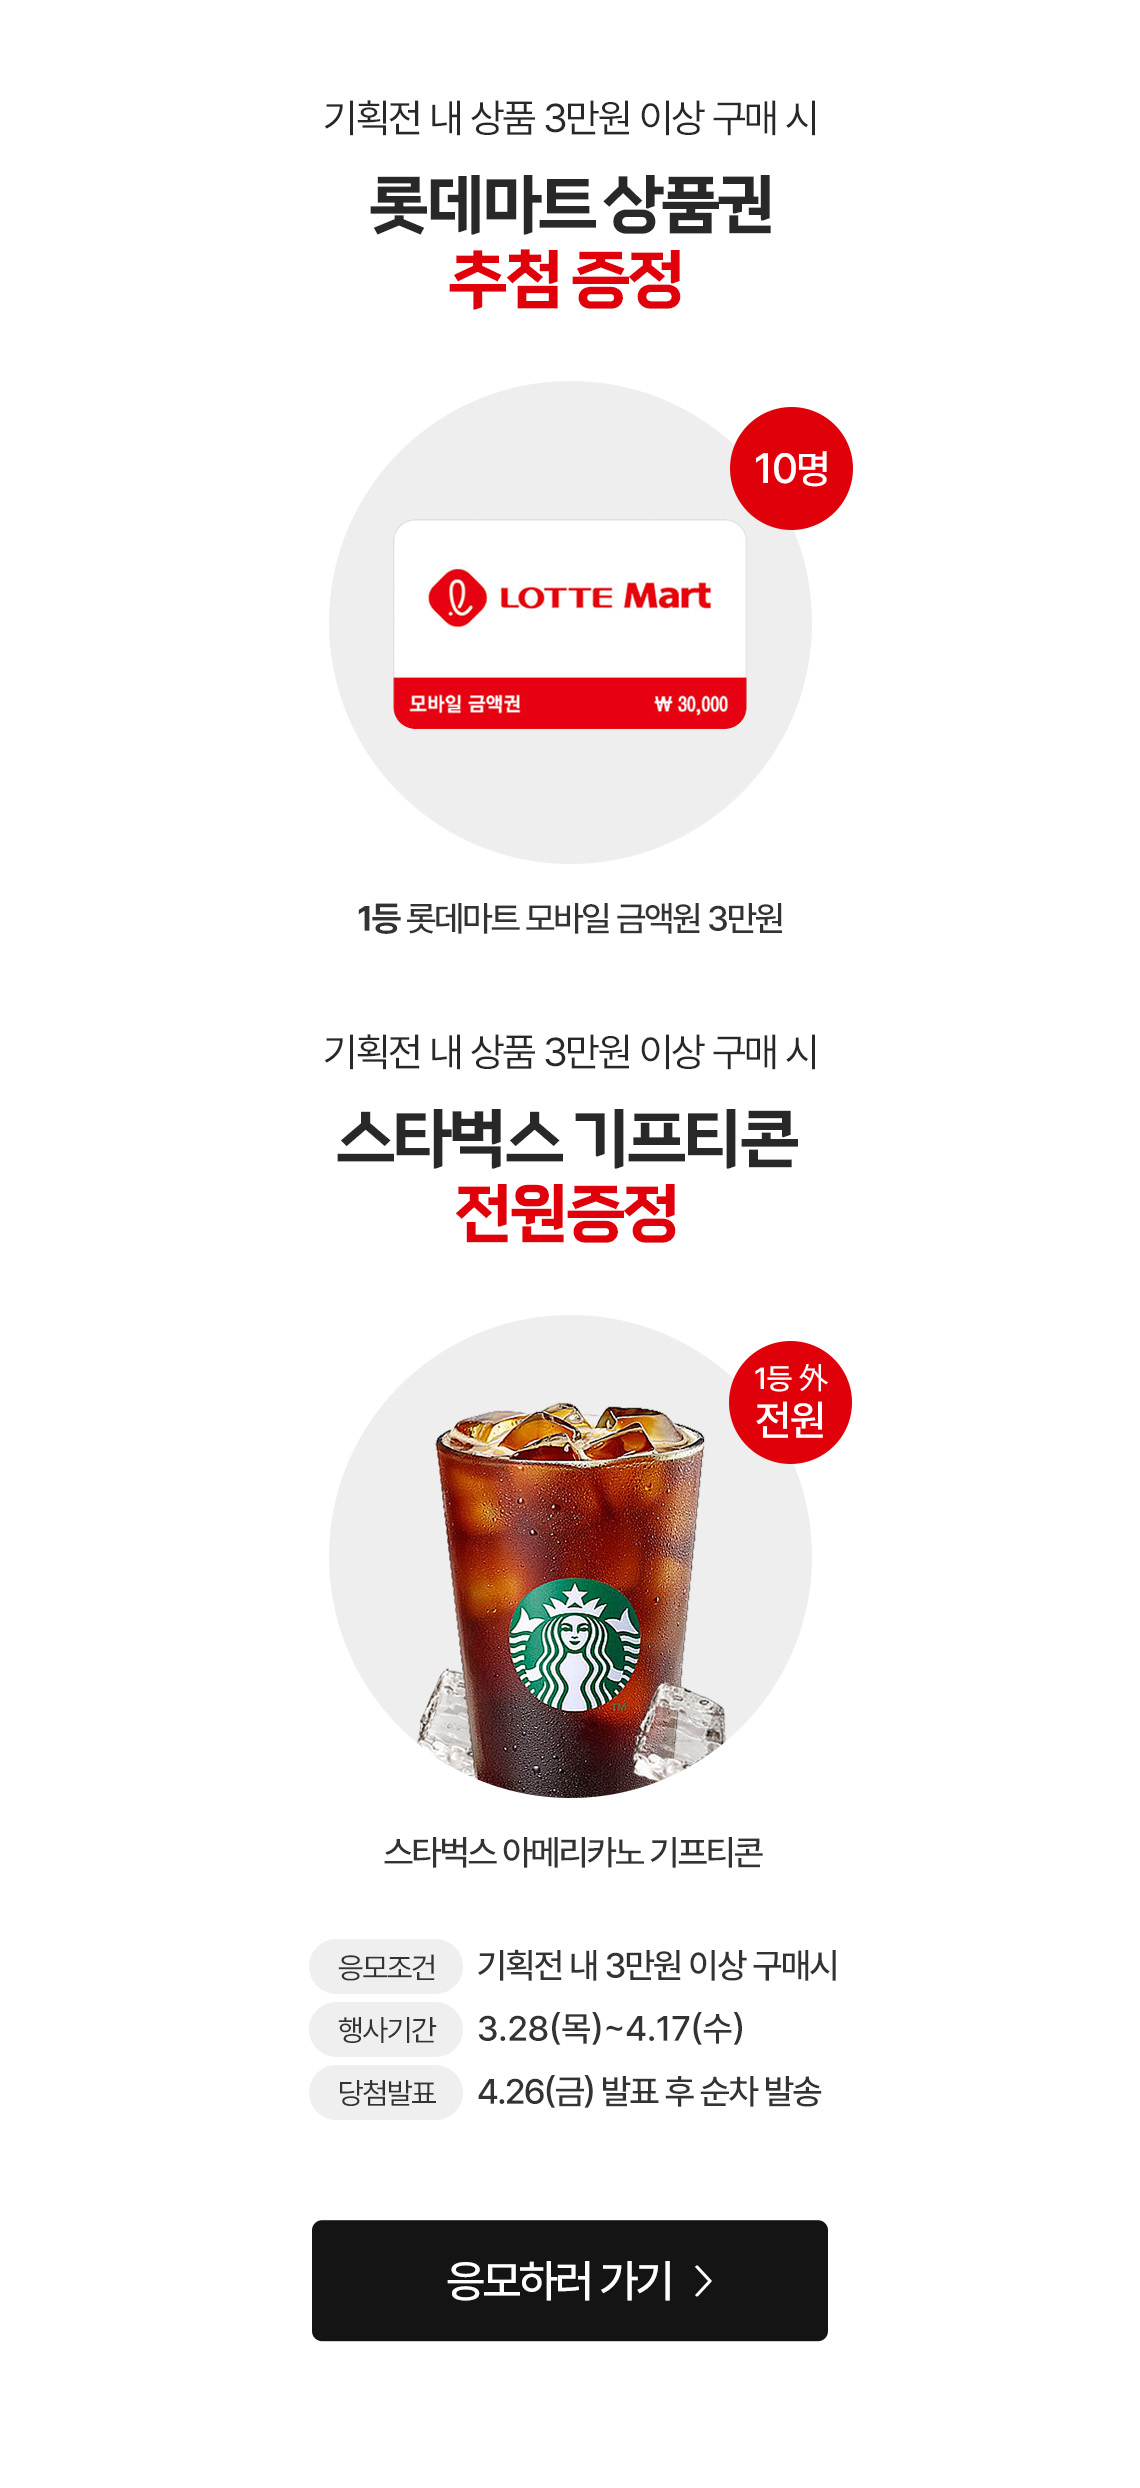 기획전 내 상품 3만원 이상 구매 시
롯데마트 상품권
추첨 증정
10명
LOTTE Mart
모바일 금액권 ₩ 30,000
1등 롯데마트 모바일 금액원 3만원
기획전 내 상품 3만원 이상 구매 시
스타벅스 기프티콘
전원증정
1등 外
전원
TM
스타벅스 아메리카노 기프티콘
응모조건 기획전 내 3만원 이상 구매시
행사기간 3.28(목)~4.17(수)
당첨발표 4.26(금) 발표 후 순차 발송
응모하러 가기 >